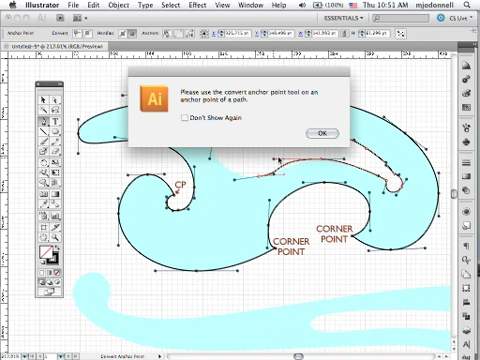 Illustrator File Edit Object Type Select Effect View Window Help (100%) Thu 10:51 AM mjodonnell
Ai ESSENTIALS CS Live
Anchor Point Convert: Handles: Anchors:
Ai
Please use the convert anchor point tool on an
anchor point of a path.
Don't Show Again
OK
CP
CORNER
POINT
CORNER
POINT
Convert Anchor Point